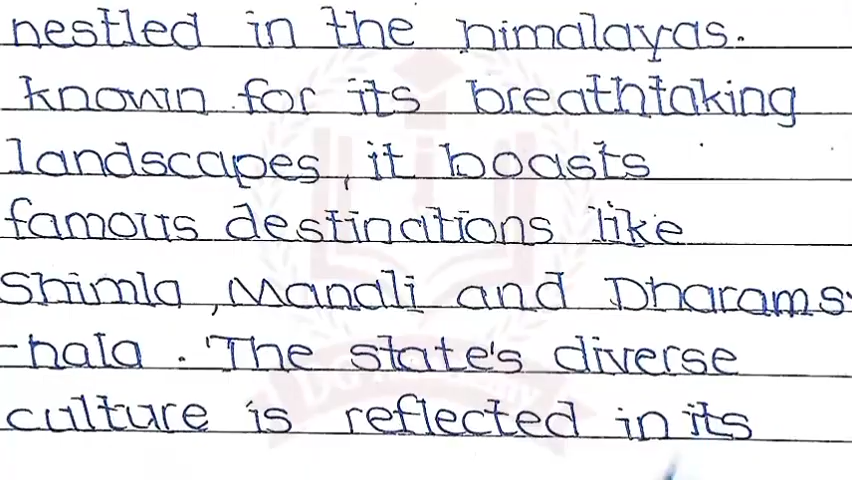 nestled in the himalayas.
known for its breathtaking
landscapes, it boasts
famous destinations like
Shimla, Manali and Dharams-
-hala. The state's diverse
culture is reflected in its